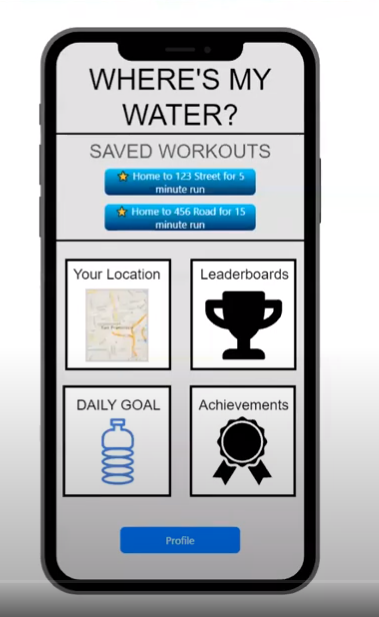 WHERE'S MY
WATER?
SAVED WORKOUTS
Home to 123 Street for 5
minute run
Home to 456 Road for 15
minute run
Your Location
Leaderboards
DAILY GOAL
Achievements
Profile